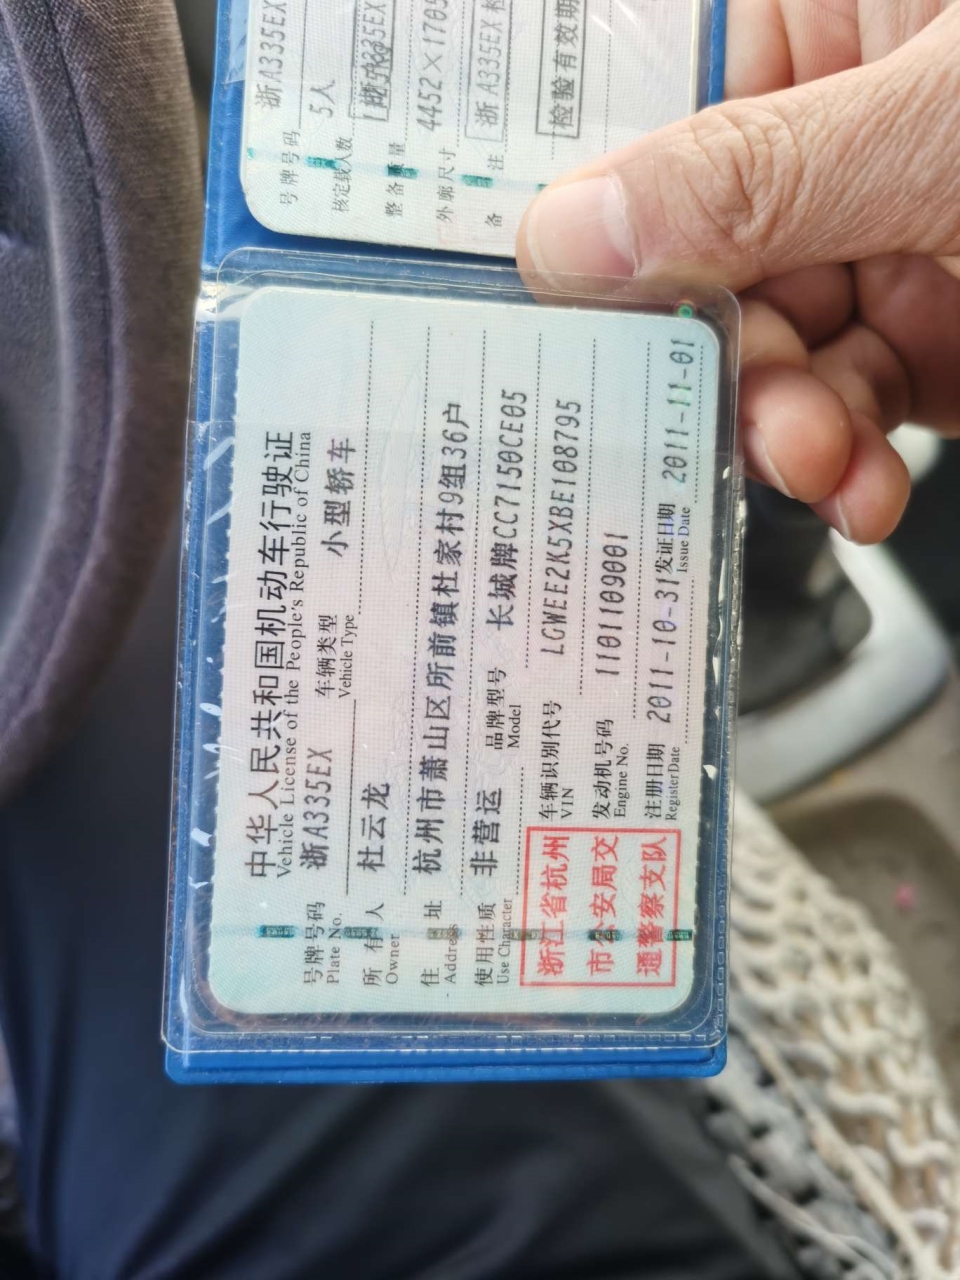 中华人民共和国机动车行驶证
Vehicle License of the People's Republic of China
号牌号码 浙A335EX 车辆类型 小型轿车
Plate No. Vehicle Type
所有人 杜云龙
Owner
住址 杭州市萧山区所前镇杜家村9组36户
Address
使用性质 非营运 品牌型号 长城牌CC7150CE05
Use Character Model
浙江省杭州
市公安局交
通警察支队
车辆识别代号 LGWEE2K5XBE108795
VIN
发动机号码 1101109001
Engine No.
注册日期 2011-10-31 发证日期 2011-11-01
Register Date Issue Date
号牌号码 浙A335EX
核定载人数 5人
整备质量
外廓尺寸 4452×1705
备注 浙A335EX
检验有效期